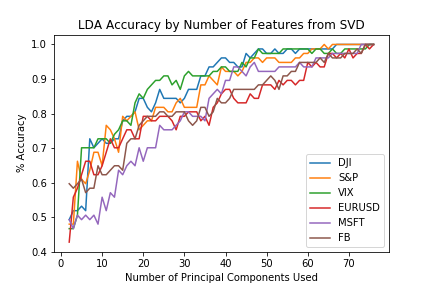 LDA Accuracy by Number of Features from SVD
% Accuracy
1.0
0.9
0.8
0.7
0.6
0.5
0.4
0 10 20 30 40 50 60 70
Number of Principal Components Used
DJI
S&P
VIX
EURUSD
MSFT
FB